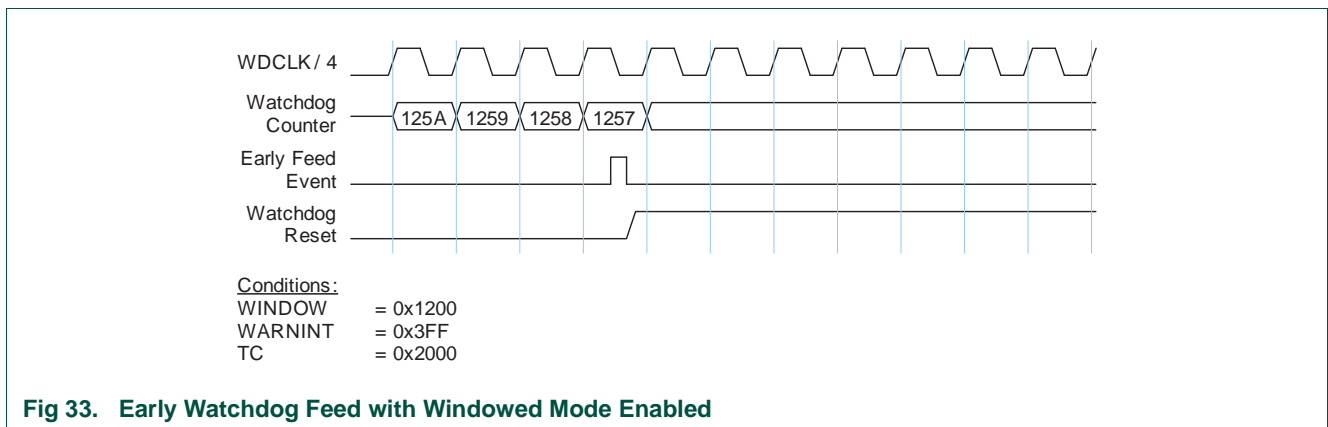 WDCLK / 4
Watchdog
Counter
125A 1259 1258 1257
Early Feed
Event
Watchdog
Reset
Conditions:
WINDOW = 0x1200
WARNINT = 0x3FF
TC = 0x2000
Fig 33. Early Watchdog Feed with Windowed Mode Enabled